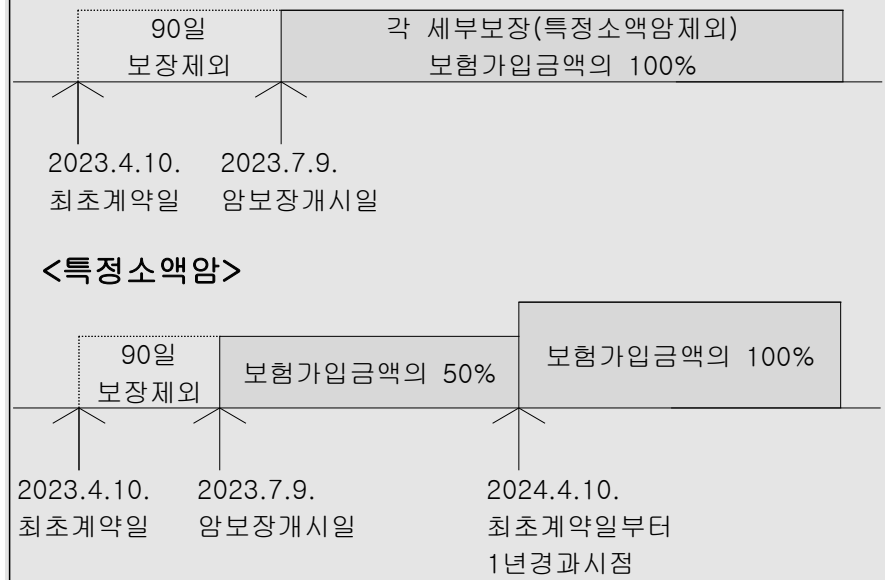 90일
보장제외
각 세부보장(특정소액암제외)
보험가입금액의 100%
2023.4.10.
최초계약일
2023.7.9.
암보장개시일
<특정소액암>
90일
보장제외
보험가입금액의 50%
보험가입금액의 100%
2023.4.10.
최초계약일
2023.7.9.
암보장개시일
2024.4.10.
최초계약일부터
1년경과시점